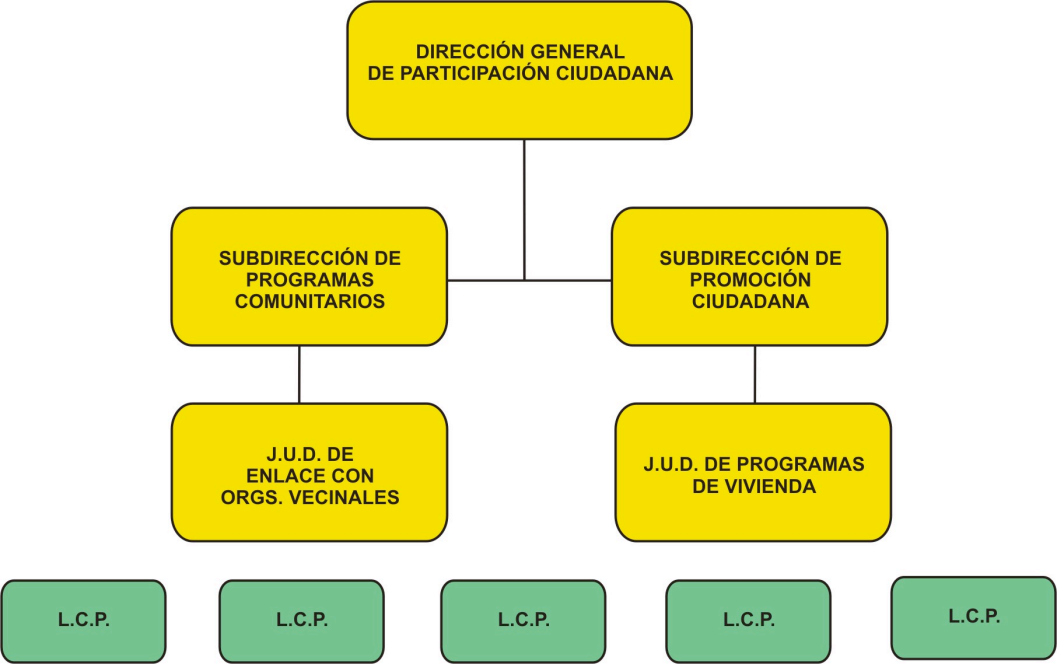 DIRECCIÓN GENERAL
DE PARTICIPACIÓN CIUDADANA
SUBDIRECCIÓN DE
PROGRAMAS
COMUNITARIOS
SUBDIRECCIÓN DE
PROMOCIÓN
CIUDADANA
J.U.D. DE
ENLACE CON
ORGS. VECINALES
J.U.D. DE PROGRAMAS
DE VIVIENDA
L.C.P.
L.C.P.
L.C.P.
L.C.P.
L.C.P.